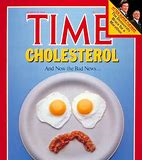 TIME
CHOLESTEROL
And Now the Bad News...